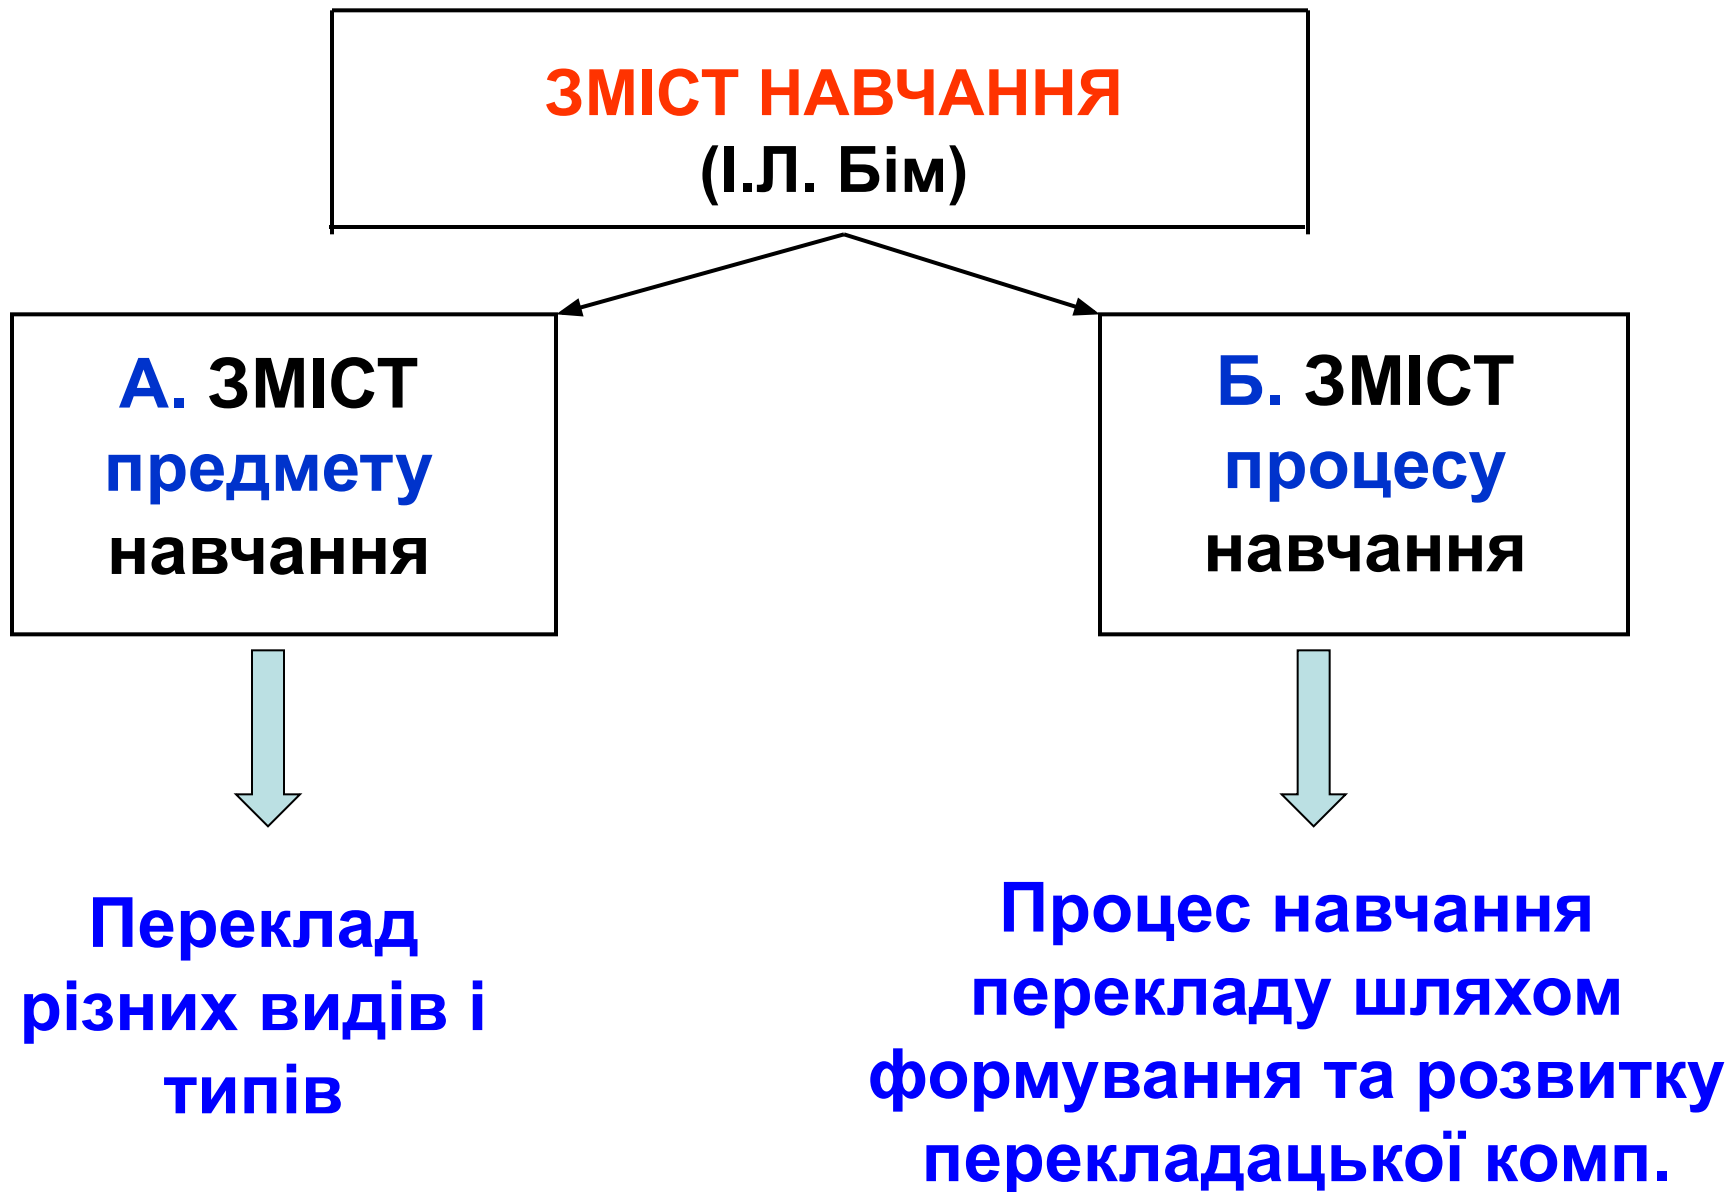 ЗМІСТ НАВЧАННЯ
(І.Л. Бім)
А. ЗМІСТ
предмету
навчання
Б. ЗМІСТ
процесу
навчання
Переклад
різних видів і
типів
Процес навчання
перекладу шляхом
формування та розвитку
перекладацької комп.